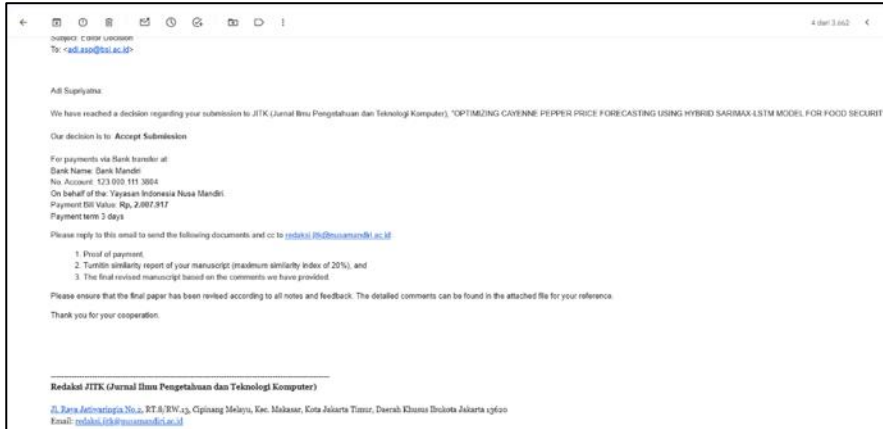 4 dari 3.662
Subject: Editor Decision
To: <adi.asp@bsi.ac.id>
Adi Supriyatna:
We have reached a decision regarding your submission to JITK (Jurnal Ilmu Pengetahuan dan Teknologi Komputer), "OPTIMIZING CAYENNE PEPPER PRICE FORECASTING USING HYBRID SARIMAX-LSTM MODEL FOR FOOD SECURIT
Our decision is to: Accept Submission
For payments via Bank transfer at:
Bank Name: Bank Mandiri
No. Account: 123.000.111.3884
On behalf of the: Yayasan Indonesia Nusa Mandiri
Payment Bill Value: Rp, 2.007.917
Payment term 3 days
Please reply to this email to send the following documents and cc to redaksi.jitk@nusamandiri.ac.id:
1. Proof of payment,
2. Turnitin similarity report of your manuscript (maximum similarity index of 20%), and
3. The final revised manuscript based on the comments we have provided.
Please ensure that the final paper has been revised according to all notes and feedback. The detailed comments can be found in the attached file for your reference.
Thank you for your cooperation.
Redaksi JITK (Jurnal Ilmu Pengetahuan dan Teknologi Komputer)
Jl. Raya Jatiwaringin No.2, RT.8/RW.13, Cipinang Melayu, Kec. Makasar, Kota Jakarta Timur, Daerah Khusus Ibukota Jakarta 13620
Email: redaksi.jitk@nusamandiri.ac.id